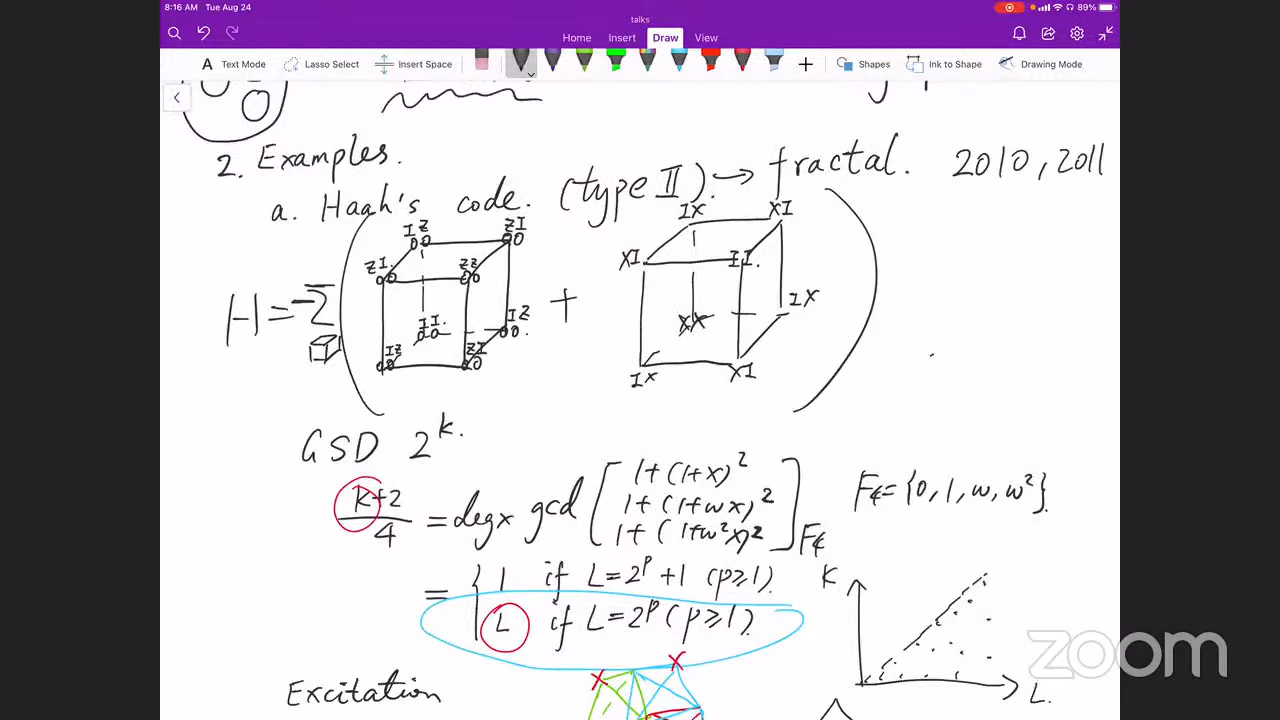 8:16 AM Tue Aug 24
89%
talks
Home Insert Draw View
Text Mode Lasso Select Insert Space Shapes Ink to Shape Drawing Mode
2. Examples.
a. Haah's code. (type II). → fractal. 2010, 2011
IZ ZI IX XI
ZI. ZZ XI II.
H = -Σ ( II. IZ + XX IX )
IZ ZI IX XI
GSD 2^k.
(k+2)/4 = deg_x gcd [ 1+(1+x)^2
1+(1+wx)^2
1+(1+w^2x)^2 ]_F4 F4 = {0, 1, w, w^2}.
= { 1 if L=2^p+1 (p≥1).
L if L=2^p (p≥1).
K
L.
Excitation
X X
zoom